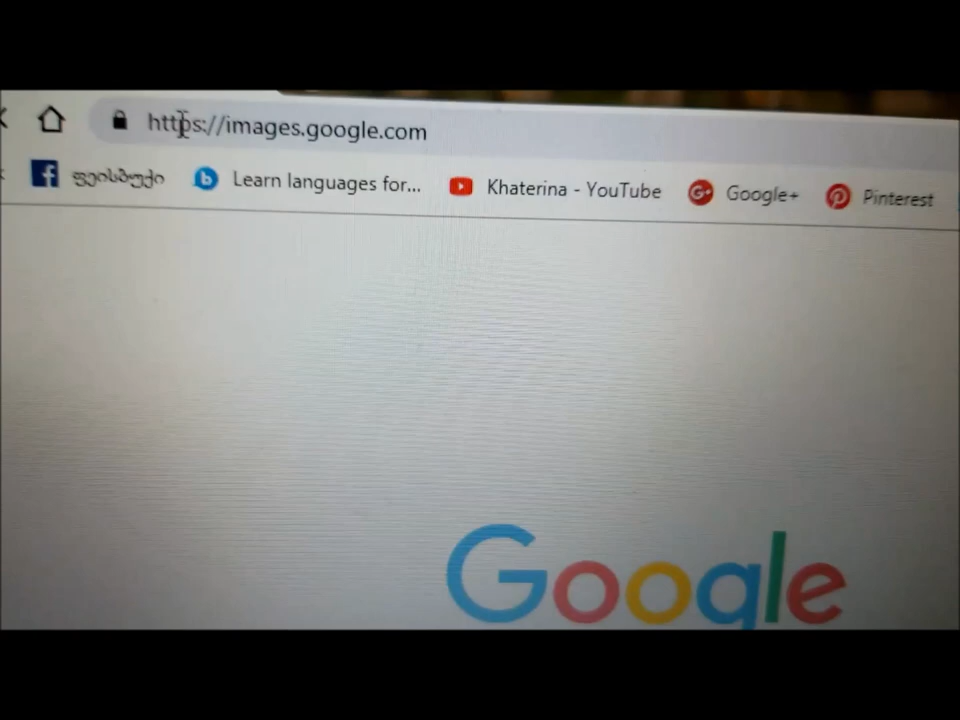 https://images.google.com
ფეისბუქი Learn languages for... Khaterina - YouTube Google+ Pinterest
Google